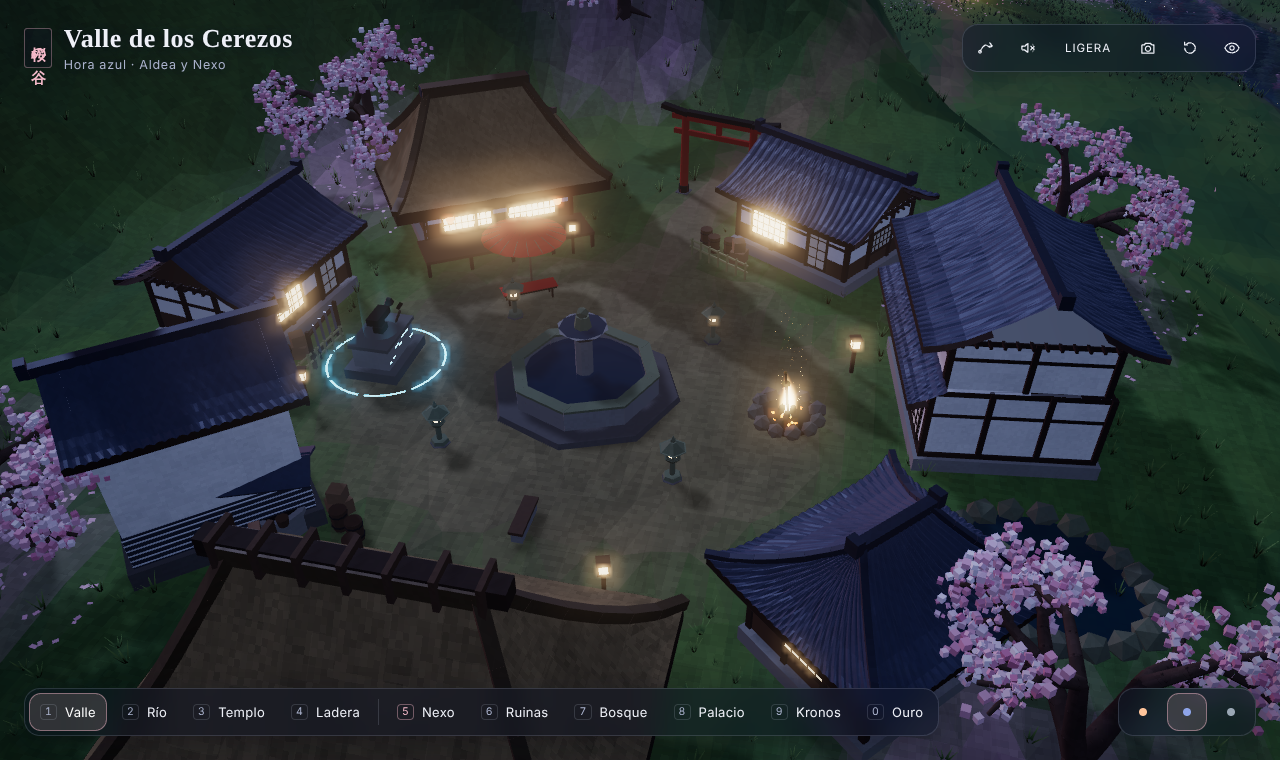 Valle de los Cerezos
Hora azul · Aldea y Nexo
谷
LIGERA
1 Valle
2 Río
3 Templo
4 Ladera
5 Nexo
6 Ruinas
7 Bosque
8 Palacio
9 Kronos
0 Ouro